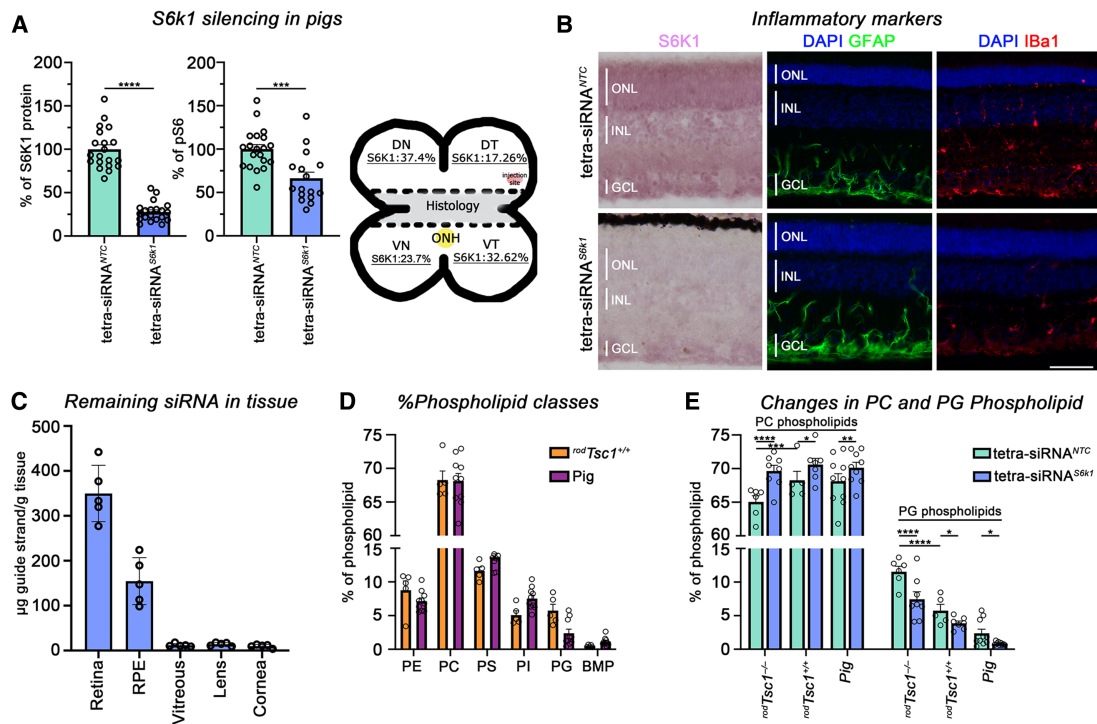 A
S6k1 silencing in pigs
% of S6K1 protein
200
150
100
50
0
****
tetra-siRNA^NTC
tetra-siRNA^S6k1
% of pS6
200
150
100
50
0
***
tetra-siRNA^NTC
tetra-siRNA^S6k1
DN
S6K1:37.4%
DT
S6K1:17.26%
injection
site
Histology
ONH
VN
S6K1:23.7%
VT
S6K1:32.62%
B
Inflammatory markers
S6K1
DAPI GFAP
DAPI IBa1
tetra-siRNA^NTC
ONL
INL
GCL
ONL
INL
GCL
tetra-siRNA^S6k1
ONL
INL
GCL
ONL
INL
GCL
C
Remaining siRNA in tissue
µg guide strand/g tissue
500
400
300
200
100
0
Retina
RPE
Vitreous
Lens
Cornea
D
%Phospholipid classes
% of phospholipid
75
70
65
15
10
5
0
rodTsc1+/+
Pig
PE
PC
PS
PI
PG
BMP
E
Changes in PC and PG Phospholipid
% of phospholipid
75
70
65
15
10
5
0
PC phospholipids
****
***
*
**
tetra-siRNA^NTC
tetra-siRNA^S6k1
PG phospholipids
****
****
*
*
rodTsc1–/–
rodTsc1+/+
Pig
rodTsc1–/–
rodTsc1+/+
Pig